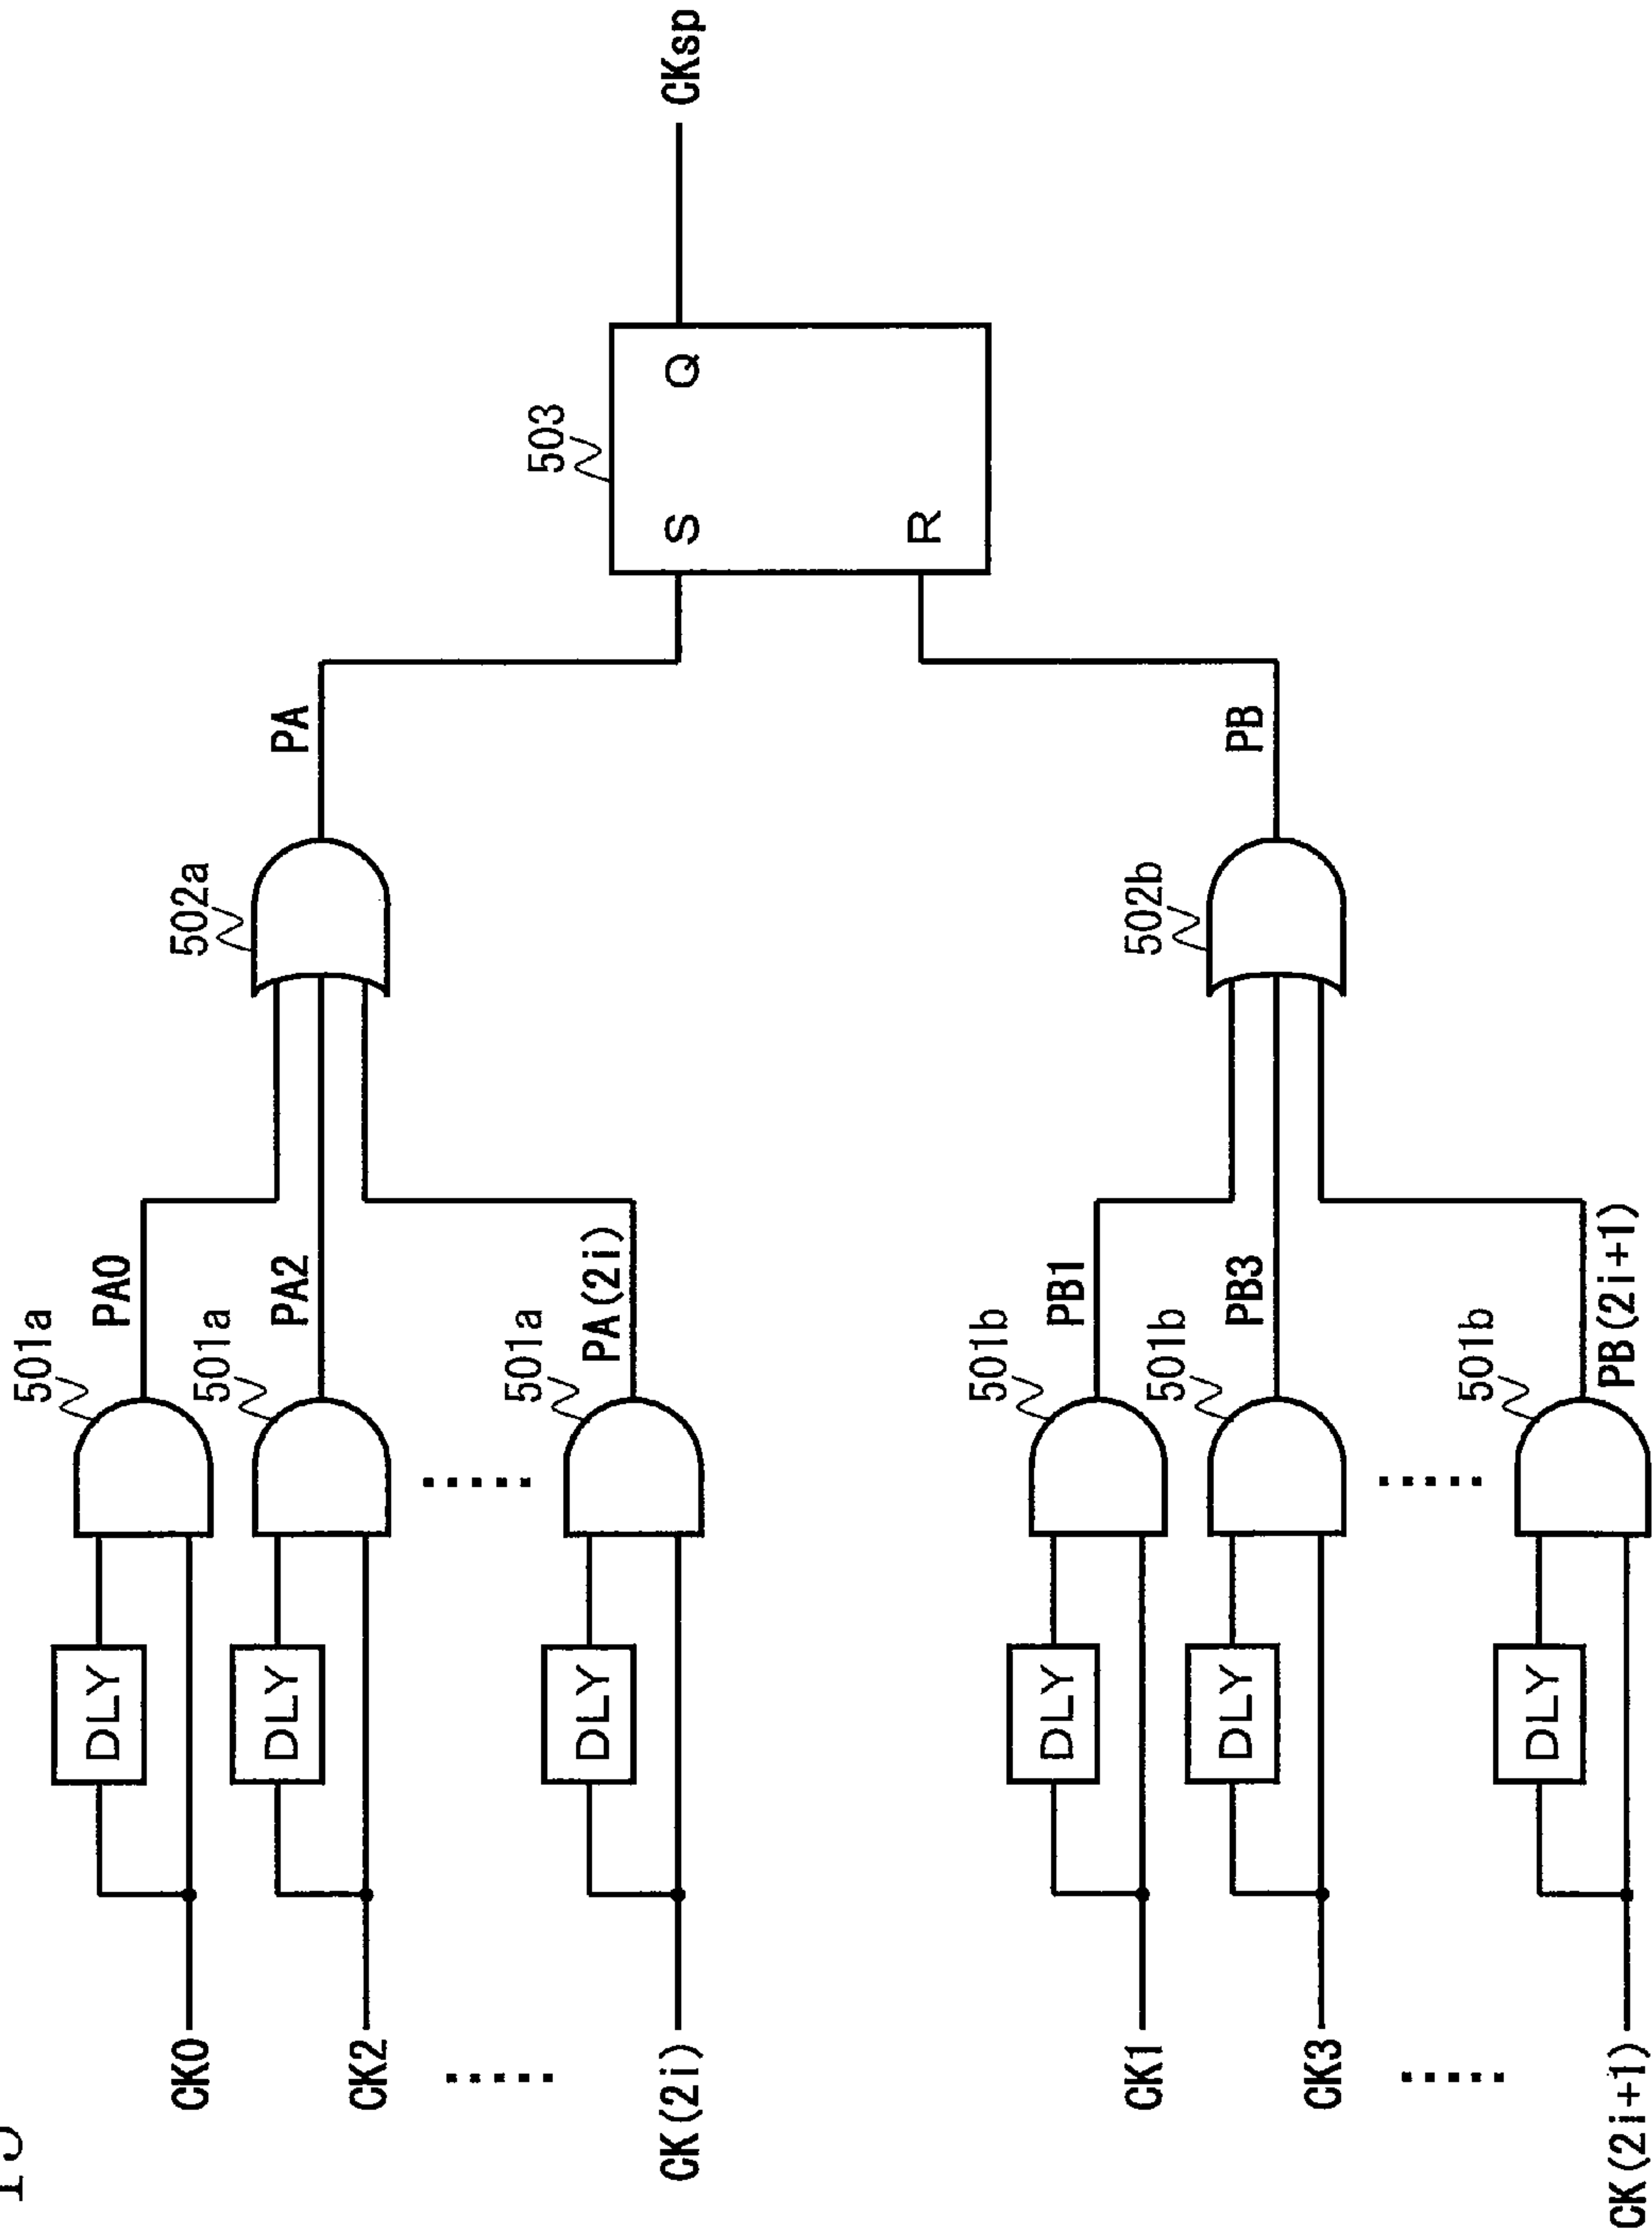 15
CK0
DLY
501a
PA0
CK2
DLY
501a
PA2
CK(2i)
DLY
501a
PA(2i)
502a
PA
503
S
Q
R
CKsp
CK1
DLY
501b
PB1
CK3
DLY
501b
PB3
CK(2i+1)
DLY
501b
PB(2i+1)
502b
PB